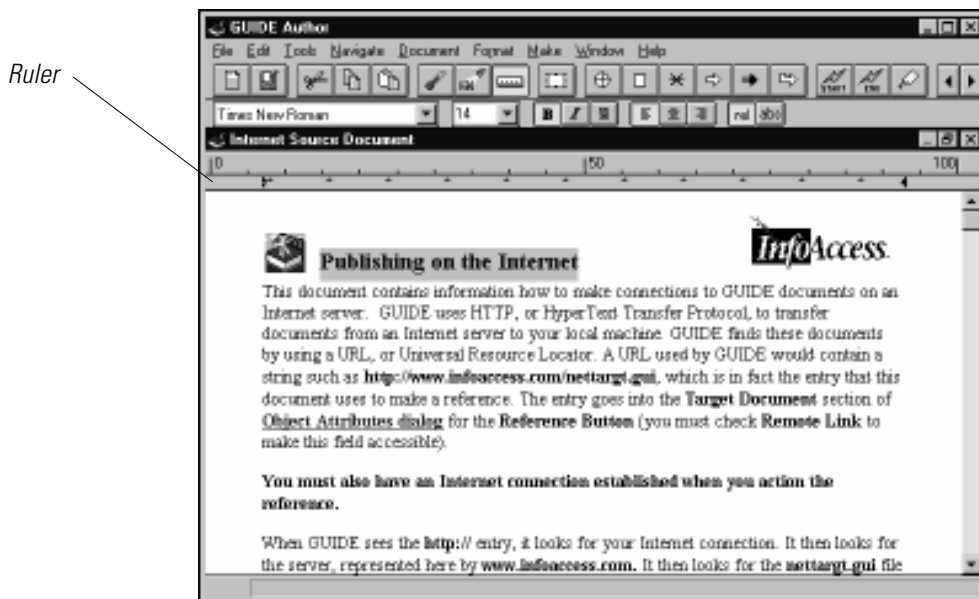 GUIDE Author
File Edit Tools Navigate Document Format Make Window Help
Ruler
START END
Times New Roman 14 B I U rel abs
Internet Source Document
0 50 100
InfoAccess
Publishing on the Internet
This document contains information how to make connections to GUIDE documents on an
Internet server. GUIDE uses HTTP, or HyperText Transfer Protocol, to transfer
documents from an Internet server to your local machine. GUIDE finds these documents
by using a URL, or Universal Resource Locator. A URL used by GUIDE would contain a
string such as http://www.infoaccess.com/nettargt.gui, which is in fact the entry that this
document uses to make a reference. The entry goes into the Target Document section of
Object Attributes dialog for the Reference Button (you must check Remote Link to
make this field accessible).
You must also have an Internet connection established when you action the
reference.
When GUIDE sees the http:// entry, it looks for your Internet connection. It then looks for
the server, represented here by www.infoaccess.com. It then looks for the nettargt.gui file